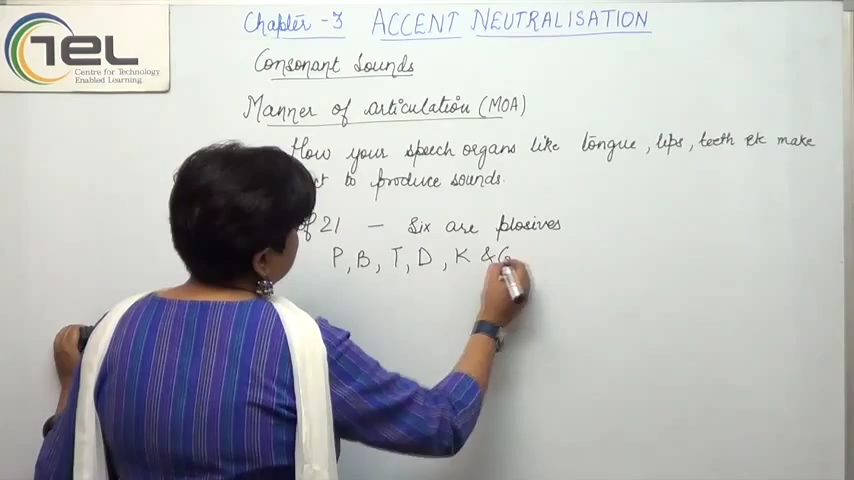 TEL
Centre for Technology
Enabled Learning.
Chapter -3 ACCENT NEUTRALISATION
Consonant Sounds
Manner of articulation (MOA)
How your speech organs like tongue, lips, teeth etc make
to produce sounds.
of 21 — Six are plosives
P, B, T, D, K & G